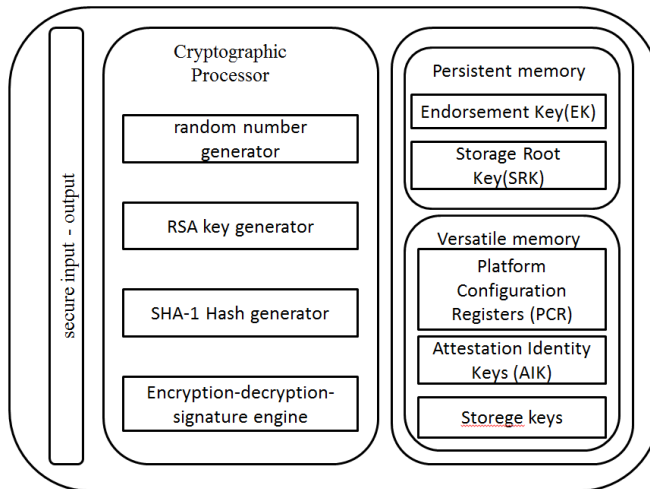 secure input - output
Cryptographic
Processor
random number
generator
RSA key generator
SHA-1 Hash generator
Encryption-decryption-
signature engine
Persistent memory
Endorsement Key(EK)
Storage Root
Key(SRK)
Versatile memory
Platform
Configuration
Registers (PCR)
Attestation Identity
Keys (AIK)
Storege keys